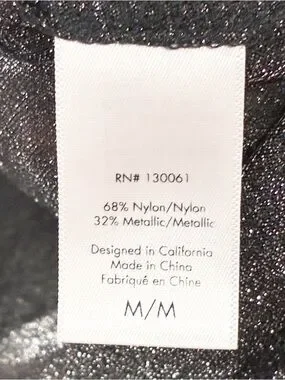 RN# 130061
68% Nylon/Nylon
32% Metallic/Metallic
Designed in California
Made in China
Fabriqué en Chine
M/M